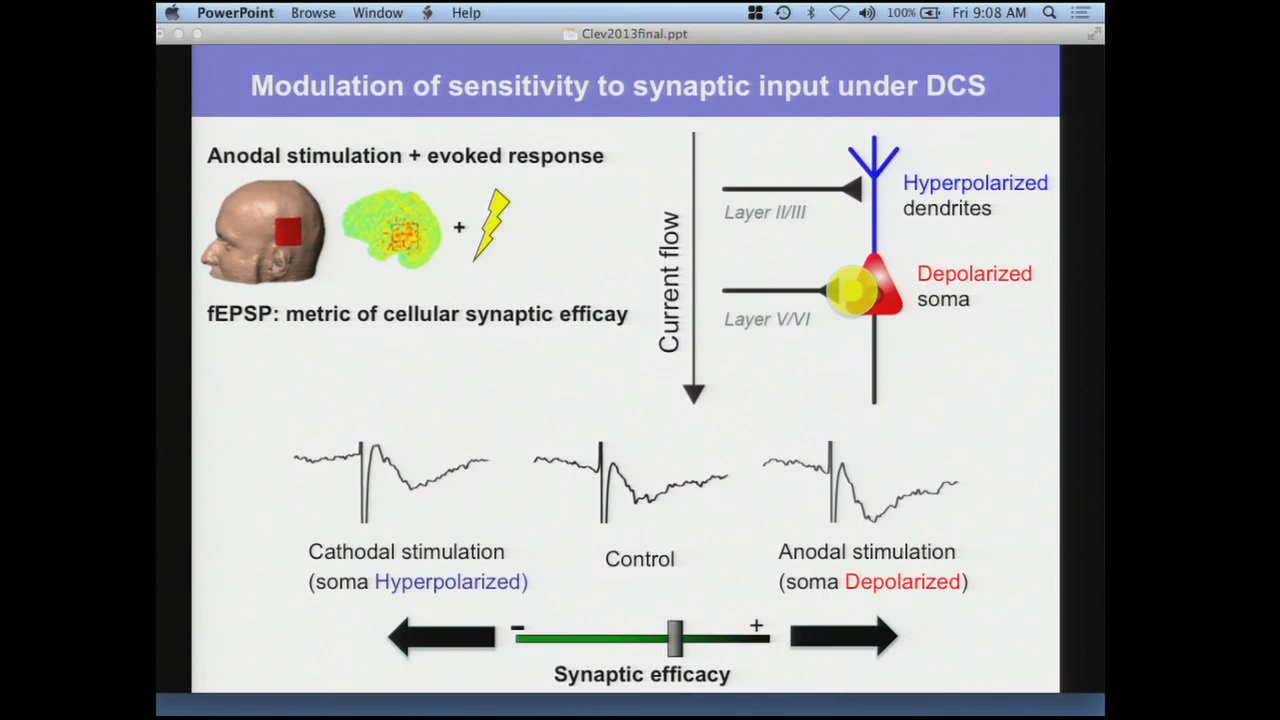 PowerPoint Browse Window Help 100% Fri 9:08 AM
Clev2013final.ppt
Modulation of sensitivity to synaptic input under DCS
Anodal stimulation + evoked response
+
fEPSP: metric of cellular synaptic efficay
Current flow
Layer II/III
Hyperpolarized
dendrites
Layer V/VI
Depolarized
soma
Cathodal stimulation
(soma Hyperpolarized)
Control
Anodal stimulation
(soma Depolarized)
- +
Synaptic efficacy